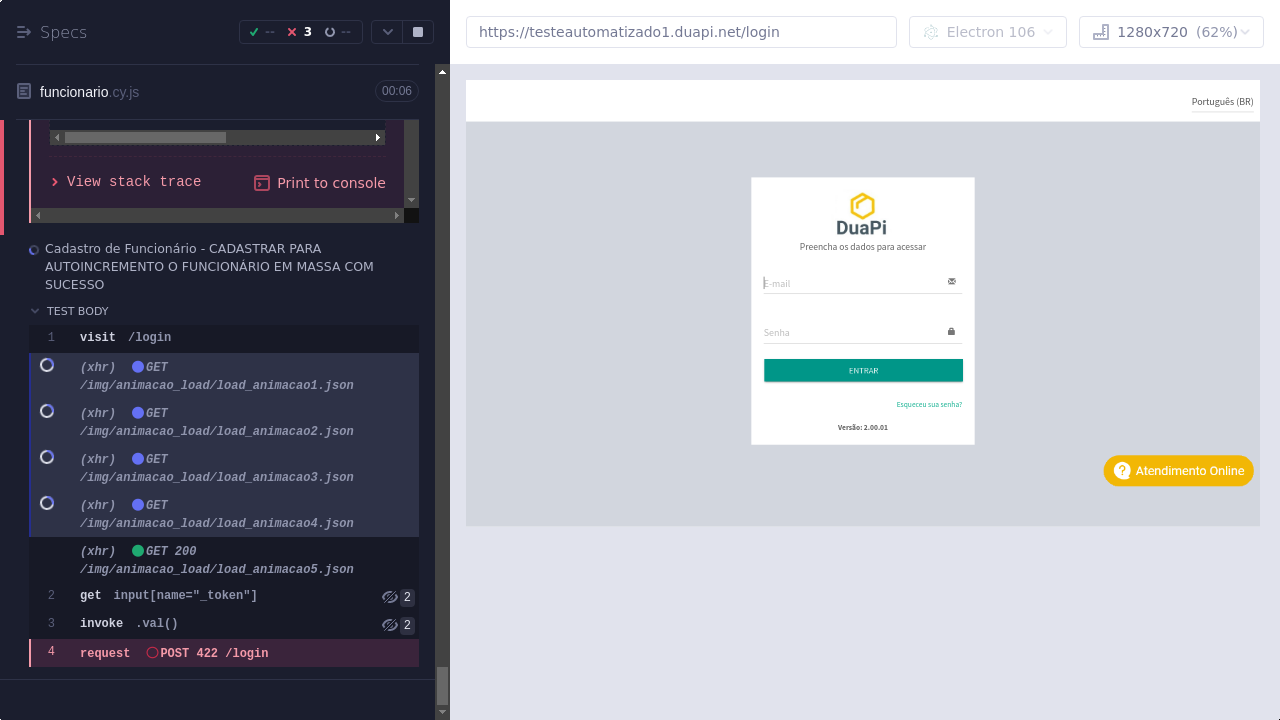 Specs
--
3
--
https://testeautomatizado1.duapi.net/login
Electron 106
1280x720 (62%)
funcionario.cy.js
00:06
View stack trace
Print to console
Cadastro de Funcionário - CADASTRAR PARA
AUTOINCREMENTO O FUNCIONÁRIO EM MASSA COM
SUCESSO
TEST BODY
1 visit /login
(xhr) GET
/img/animacao_load/load_animacao1.json
(xhr) GET
/img/animacao_load/load_animacao2.json
(xhr) GET
/img/animacao_load/load_animacao3.json
(xhr) GET
/img/animacao_load/load_animacao4.json
(xhr) GET 200
/img/animacao_load/load_animacao5.json
2 get input[name="_token"] 2
3 invoke .val() 2
4 request POST 422 /login
Português (BR)
DuaPi
Preencha os dados para acessar
E-mail
Senha
ENTRAR
Esqueceu sua senha?
Versão: 2.00.01
Atendimento Online